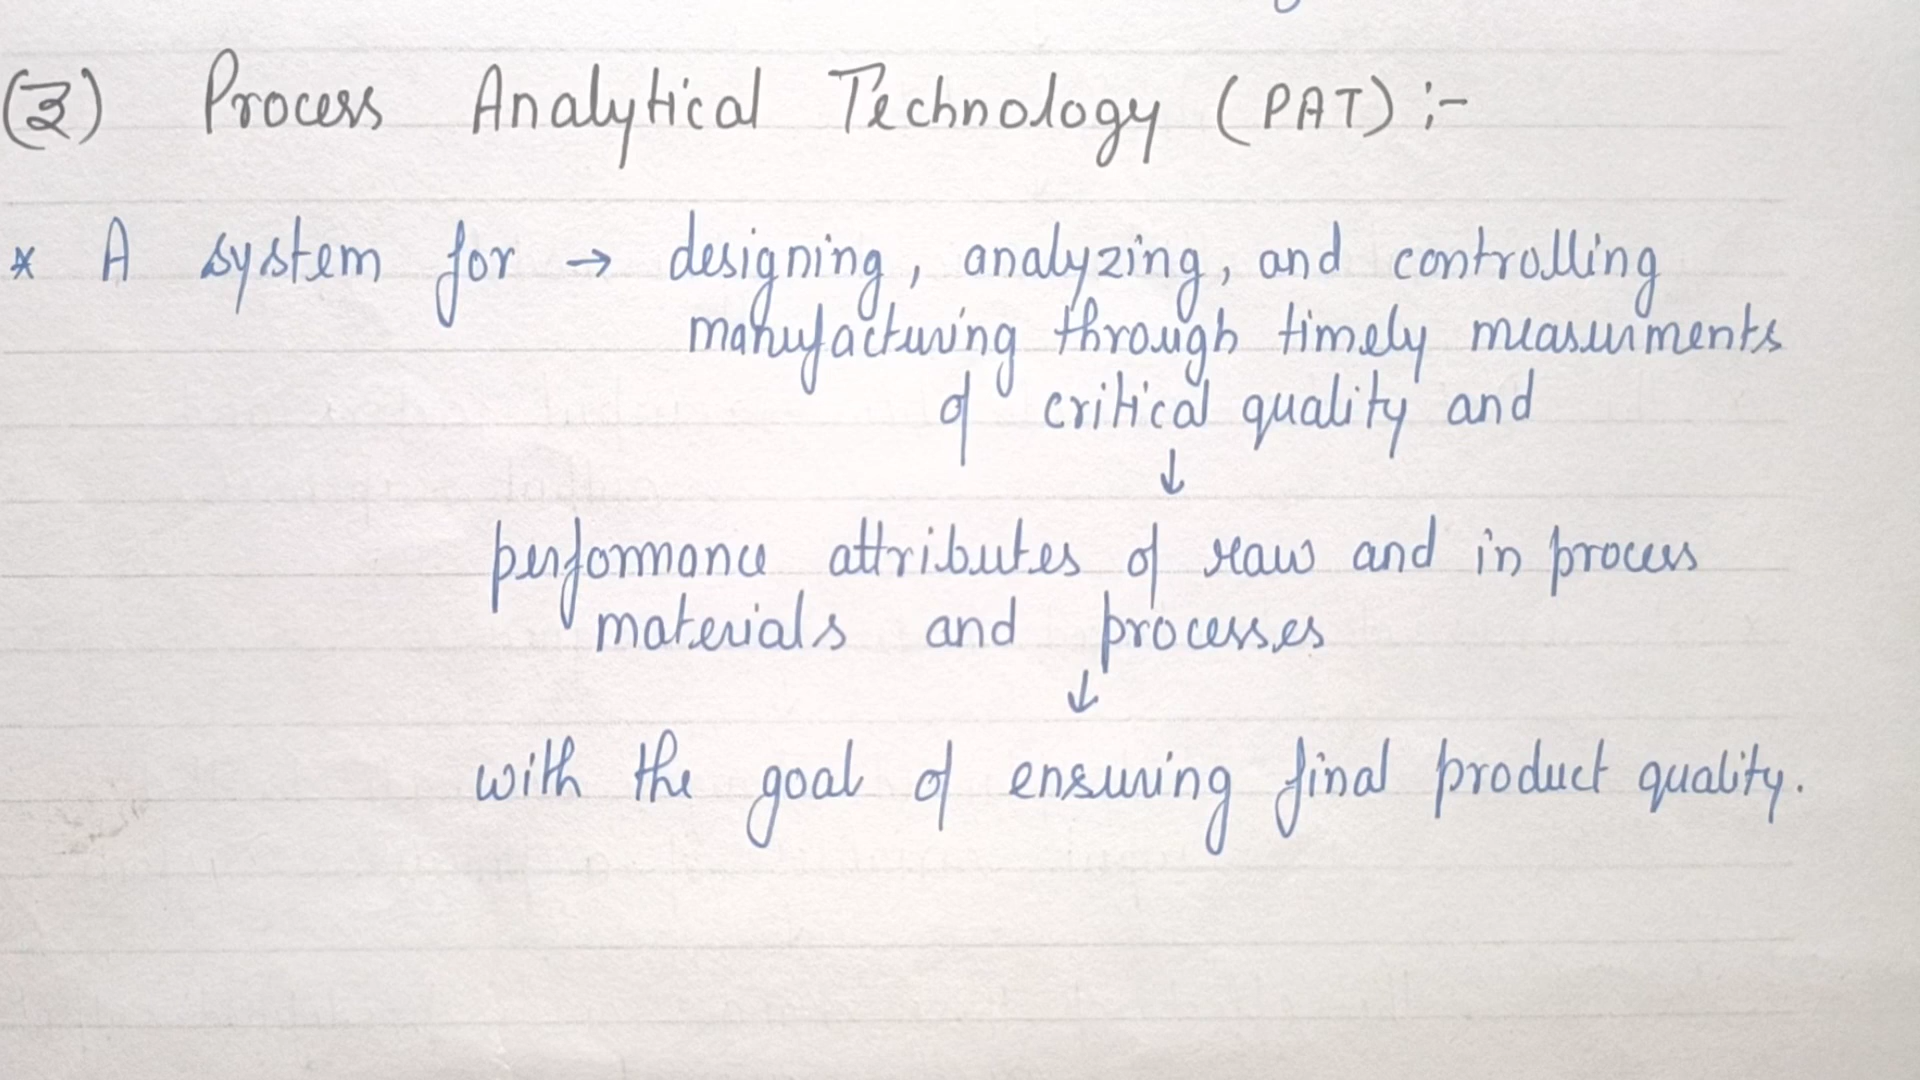 (3) Process Analytical Technology (PAT) :-
* A system for → designing, analyzing, and controlling
manufacturing through timely measurments
of critical quality and
↓
performance attributes of raw and in process
materials and processes
↓
with the goal of ensuring final product quality.